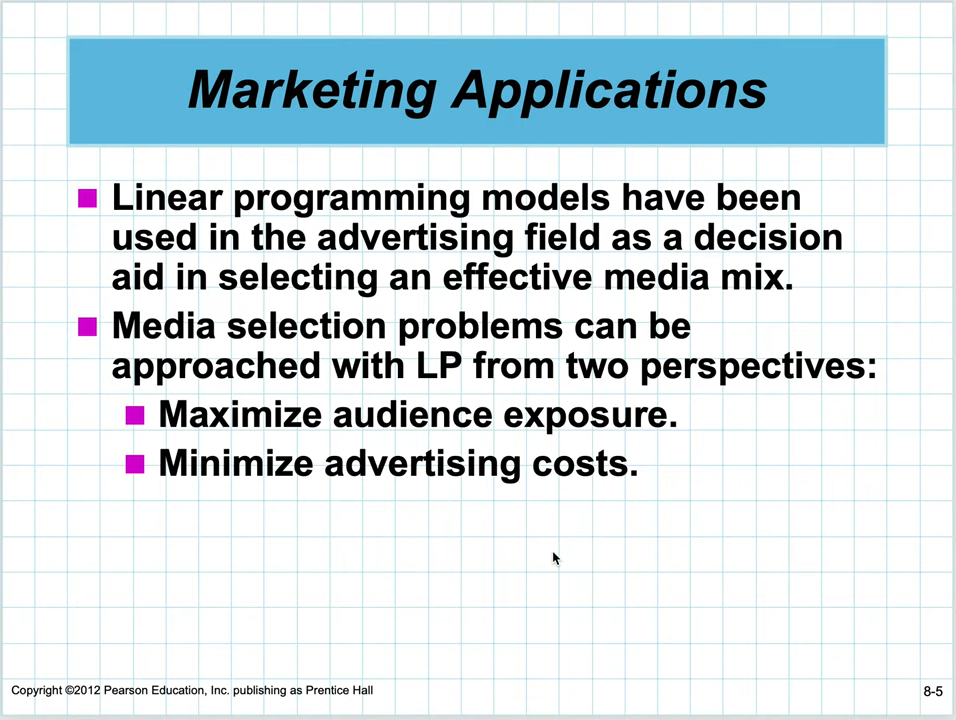 Marketing Applications
Linear programming models have been
used in the advertising field as a decision
aid in selecting an effective media mix.
Media selection problems can be
approached with LP from two perspectives:
Maximize audience exposure.
Minimize advertising costs.
Copyright ©2012 Pearson Education, Inc. publishing as Prentice Hall
8-5